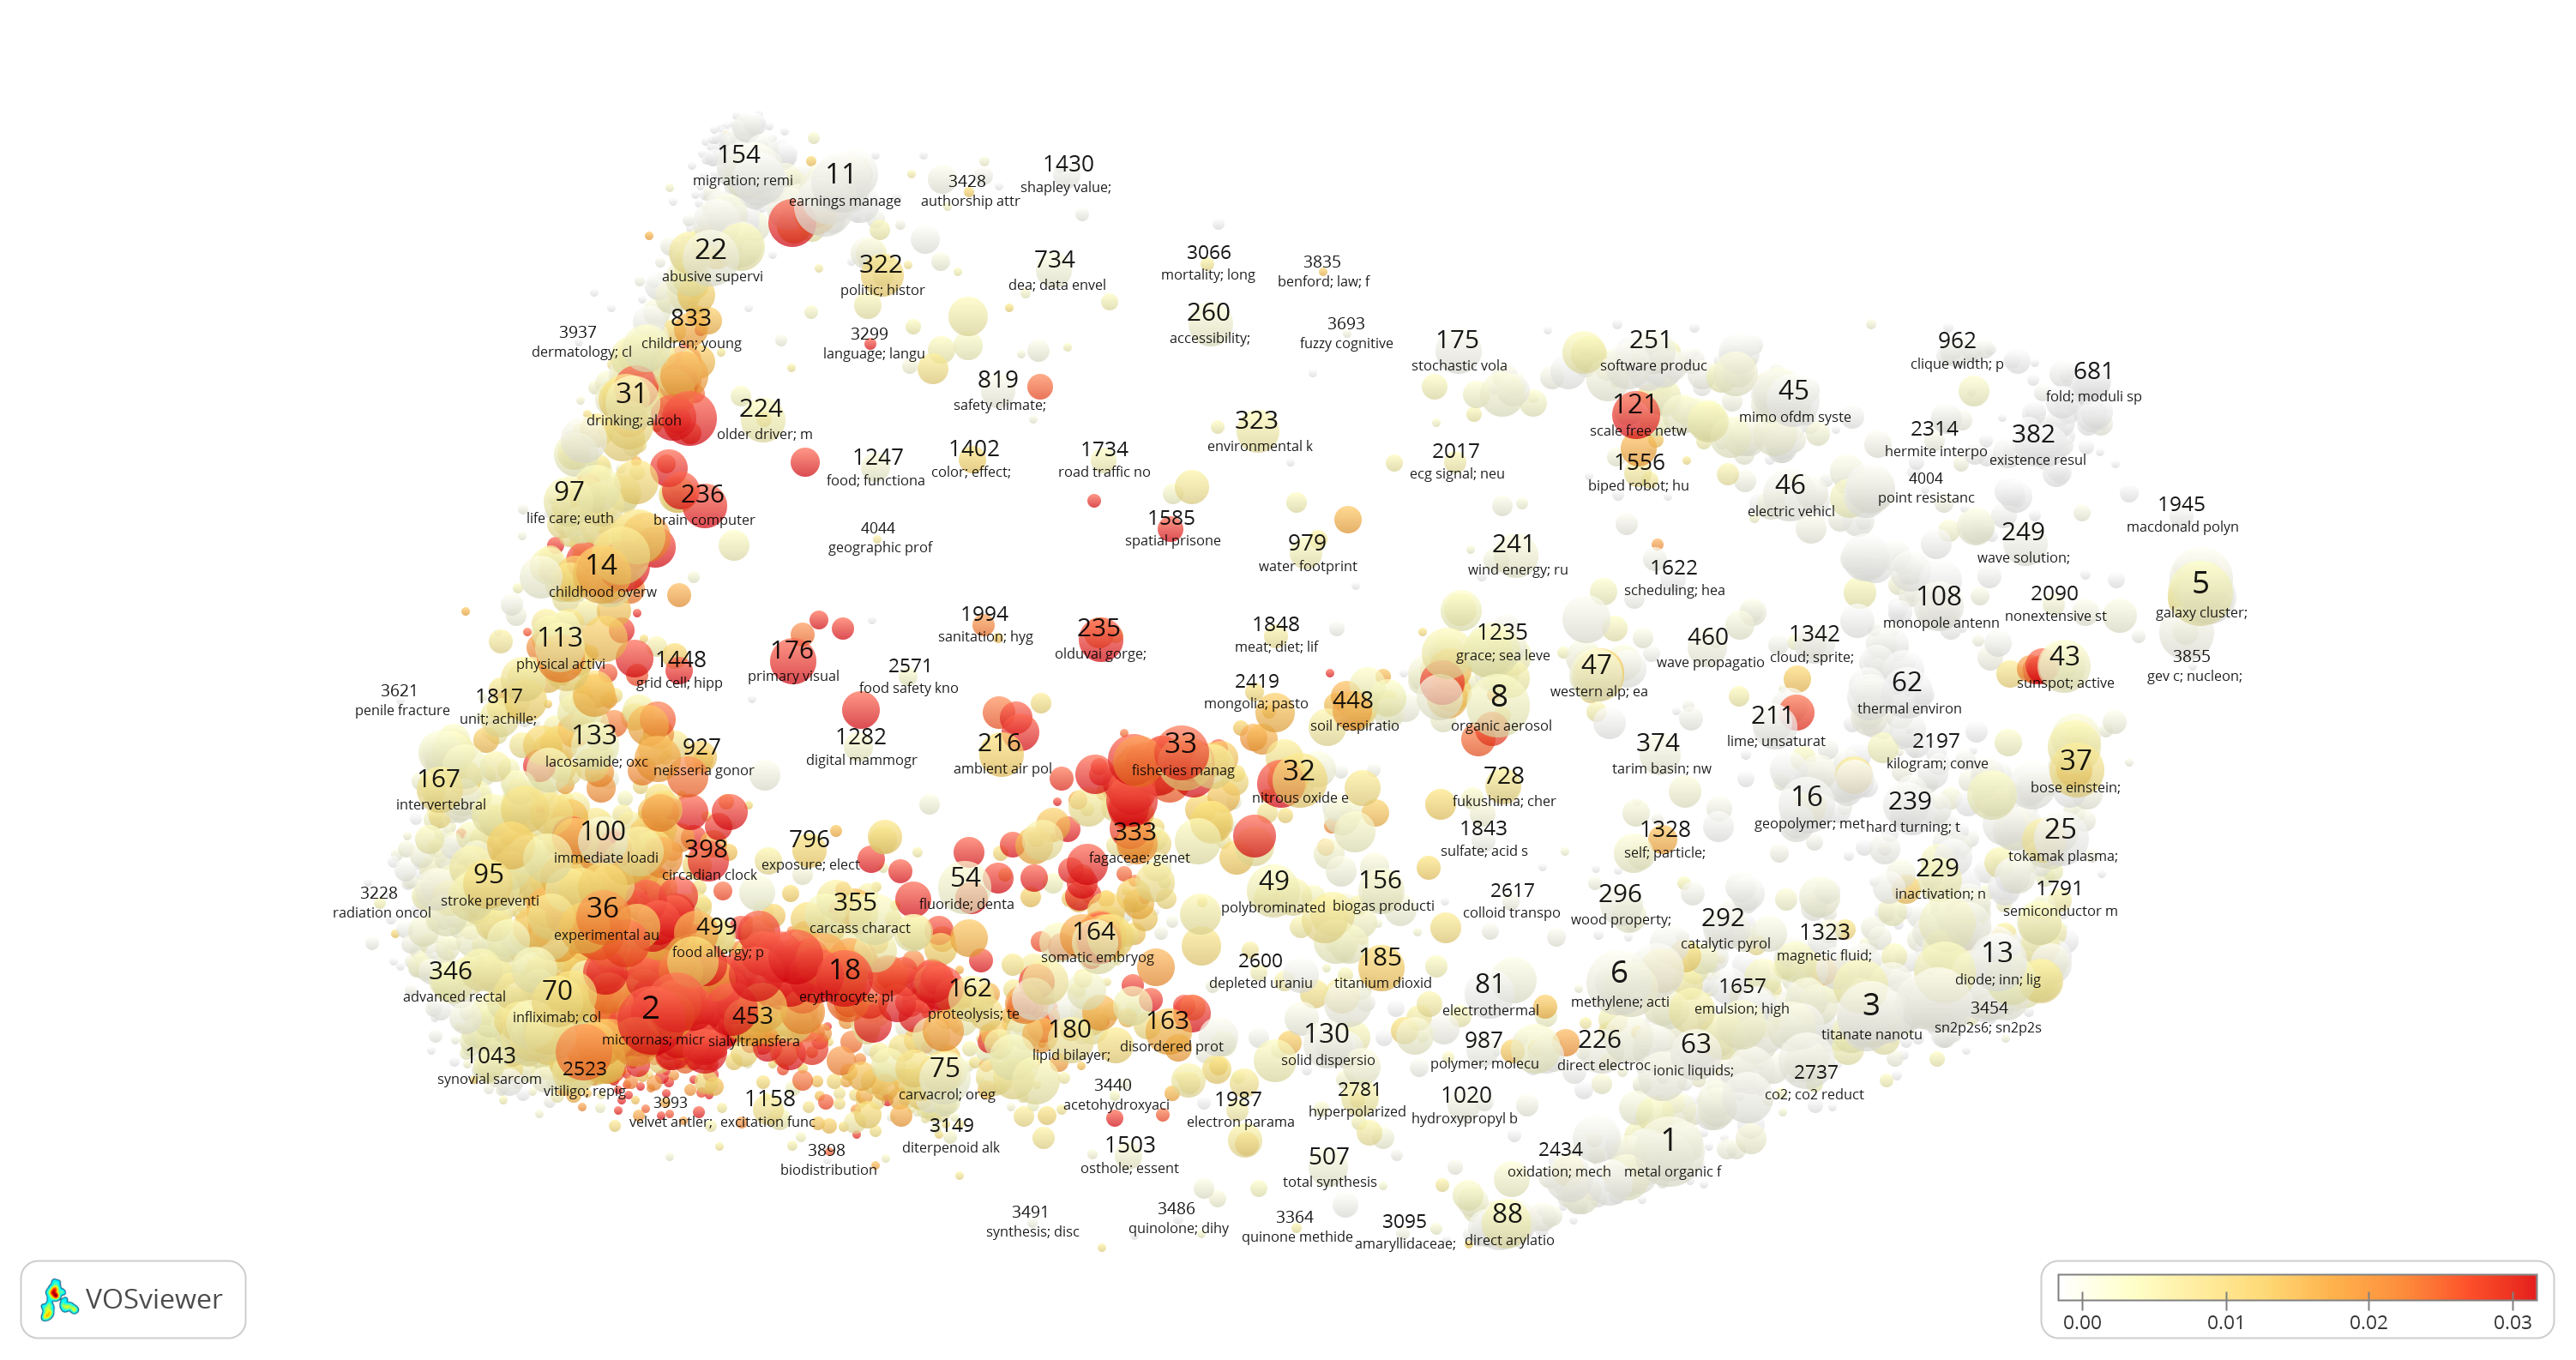 154
migration; remi
11
earnings manage
3428
authorship attr
1430
shapley value;
22
abusive supervi
322
politic; histor
734
dea; data envel
3066
mortality; long
3835
benford; law; f
833
children; young
3937
dermatology; cl
3299
language; langu
260
accessibility;
3693
fuzzy cognitive
175
stochastic vola
251
software produc
962
clique width; p
681
fold; moduli sp
31
drinking; alcoh
224
older driver; m
819
safety climate;
121
scale free netw
45
mimo ofdm syste
323
environmental k
2314
hermite interpo
382
existence resul
1247
food; functiona
1402
color; effect;
1734
road traffic no
2017
ecg signal; neu
1556
biped robot; hu
46
electric vehicl
4004
point resistanc
97
life care; euth
236
brain computer
1945
macdonald polyn
4044
geographic prof
1585
spatial prisone
979
water footprint
241
wind energy; ru
249
wave solution;
14
childhood overw
1622
scheduling; hea
108
monopole antenn
2090
nonextensive st
5
galaxy cluster;
113
physical activi
1994
sanitation; hyg
235
olduvai gorge;
1848
meat; diet; lif
1235
grace; sea leve
460
wave propagatio
1342
cloud; sprite;
1448
grid cell; hipp
176
primary visual
2571
food safety kno
47
western alp; ea
43
sunspot; active
3855
gev c; nucleon;
3621
penile fracture
1817
unit; achille;
2419
mongolia; pasto
448
soil respiratio
8
organic aerosol
62
thermal environ
211
lime; unsaturat
133
lacosamide; oxc
927
neisseria gonor
1282
digital mammogr
216
ambient air pol
33
fisheries manag
374
tarim basin; nw
2197
kilogram; conve
37
bose einstein;
167
intervertebral
32
nitrous oxide e
728
fukushima; cher
16
geopolymer; met
239
hard turning; t
100
immediate loadi
398
circadian clock
796
exposure; elect
333
fagaceae; genet
1843
sulfate; acid s
1328
self; particle;
25
tokamak plasma;
95
stroke preventi
54
fluoride; denta
49
polybrominated
156
biogas producti
229
inactivation; n
3228
radiation oncol
2617
colloid transpo
296
wood property;
1791
semiconductor m
36
experimental au
499
food allergy; p
355
carcass charact
164
somatic embryog
292
catalytic pyrol
1323
magnetic fluid;
346
advanced rectal
18
erythrocyte; pl
2600
depleted uraniu
185
titanium dioxid
13
diode; inn; lig
70
infliximab; col
162
proteolysis; te
81
electrothermal
6
methylene; acti
1657
emulsion; high
3
titanate nanotu
3454
sn2p2s6; sn2p2s
2
micrornas; micr
453
sialyltransfera
180
lipid bilayer;
163
disordered prot
130
solid dispersio
987
polymer; molecu
226
direct electroc
63
ionic liquids;
1043
synovial sarcom
2523
vitiligo; repig
75
carvacrol; oreg
2737
co2; co2 reduct
3993
velvet antler;
1158
excitation func
3440
acetohydroxyaci
1987
electron parama
2781
hyperpolarized
1020
hydroxypropyl b
3149
diterpenoid alk
3898
biodistribution
1503
osthole; essent
507
total synthesis
2434
oxidation; mech
1
metal organic f
3491
synthesis; disc
3486
quinolone; dihy
3364
quinone methide
3095
amaryllidaceae;
88
direct arylatio
VOSviewer
0.00 0.01 0.02 0.03